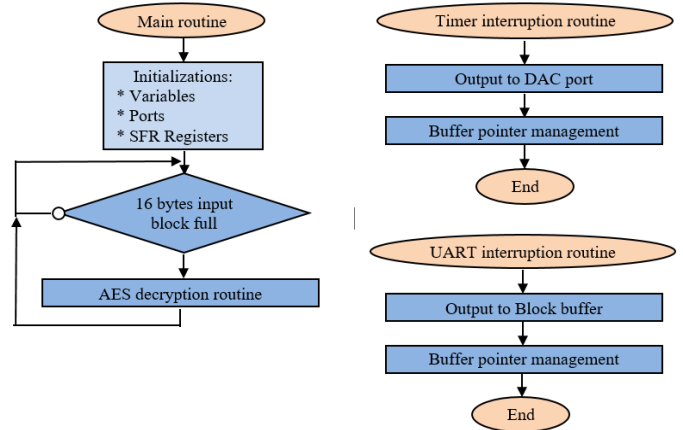 Main routine
Initializations:
* Variables
* Ports
* SFR Registers
16 bytes input
block full
AES decryption routine
Timer interruption routine
Output to DAC port
Buffer pointer management
End
UART interruption routine
Output to Block buffer
Buffer pointer management
End